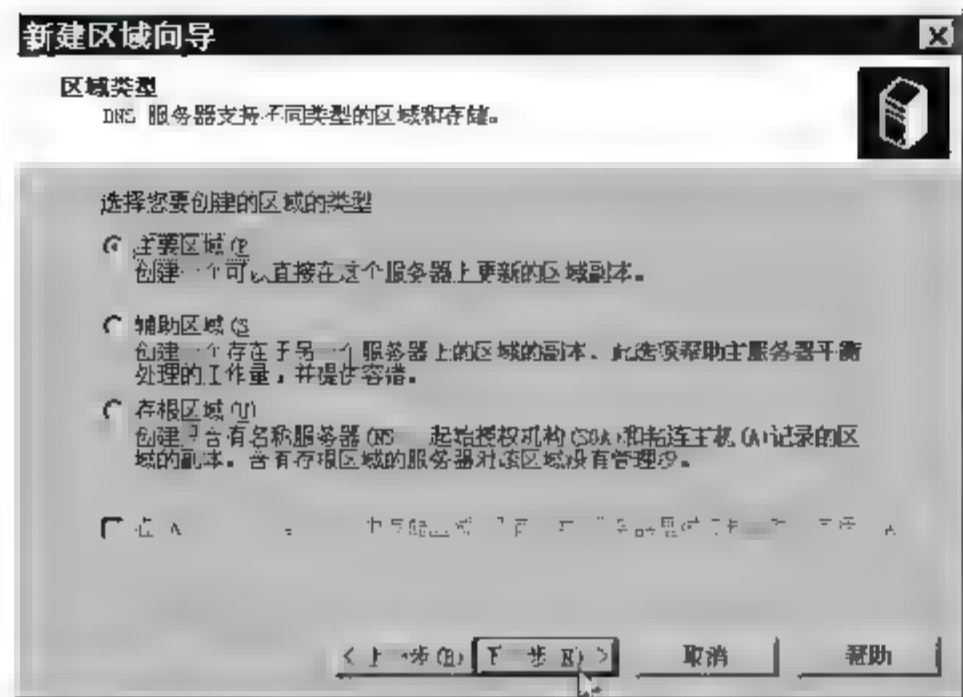 新建区域向导
区域类型
DNS 服务器支持不同类型的区域和存储。
选择您要创建的区域的类型
主要区域(P
创建一个可以直接在这个服务器上更新的区域副本。
辅助区域(S
创建一个存在于另一个服务器上的区域的副本。此选项帮助主服务器平衡
处理的工作量，并提供容错。
存根区域(U)
创建只含有名称服务器(NS 起始授权机构(SOA)和粘连主机(A)记录的区
域的副本。含有存根区域的服务器对该区域没有管理权。
在 A 中存储区域
< 上一步(B) 下一步(N) > 取消 帮助